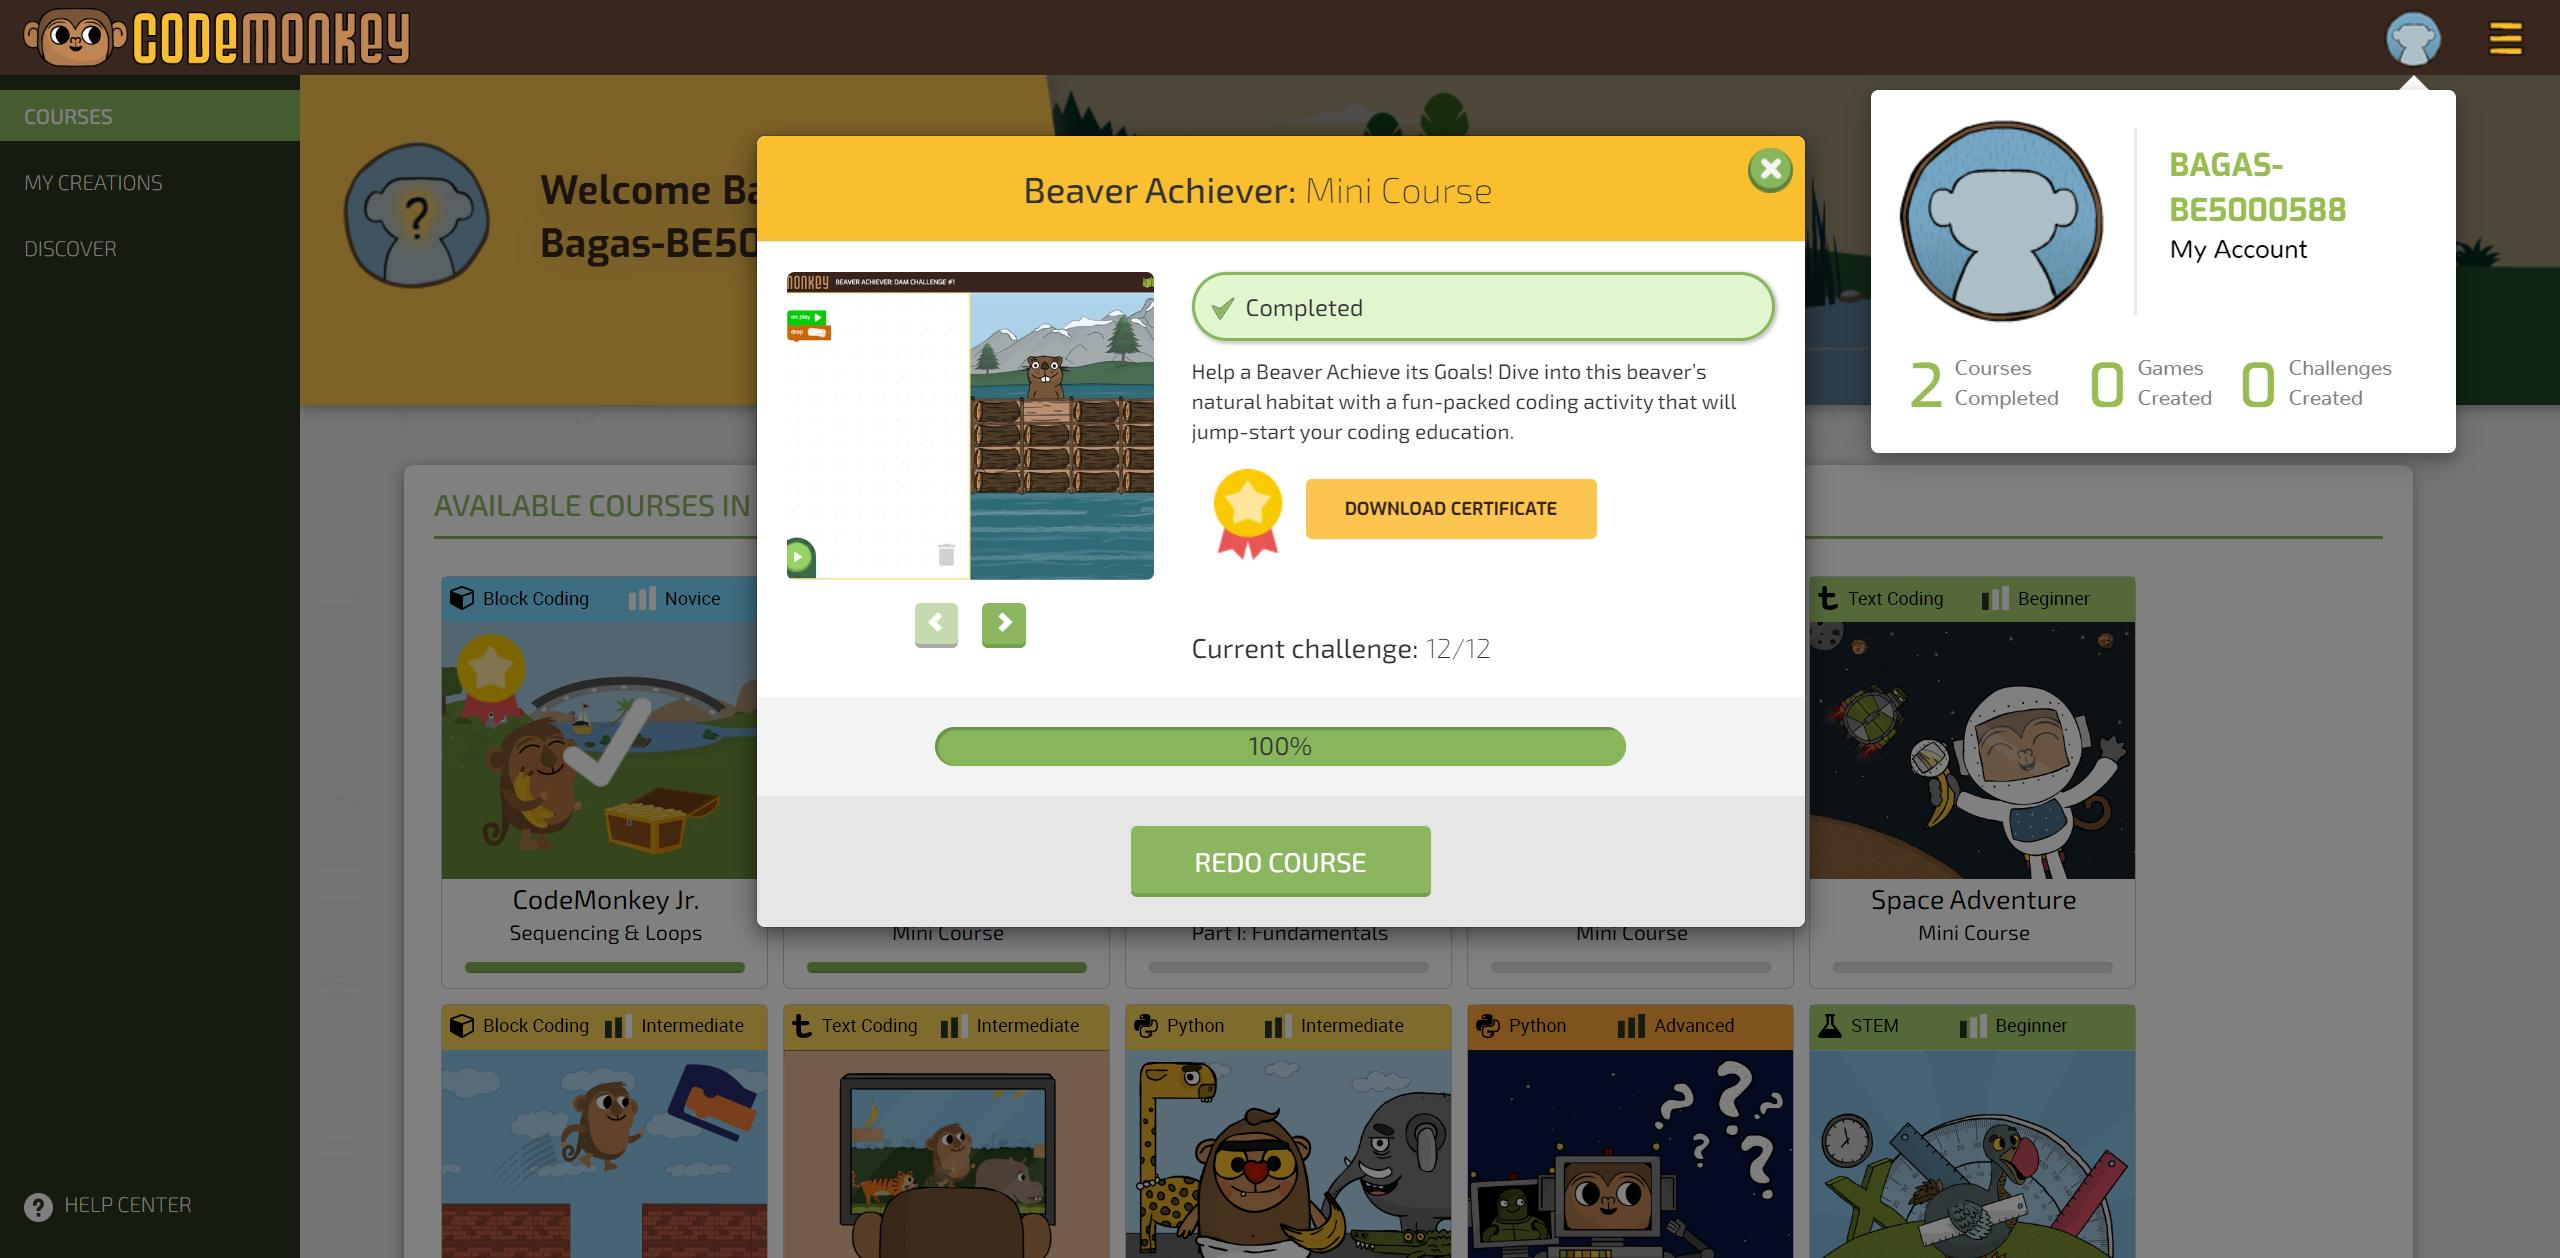 CODEMONKEY
COURSES
MY CREATIONS
DISCOVER
HELP CENTER
Welcome Ba
Bagas-BE50
BAGAS-
BE5000588
My Account
2 Courses Completed
0 Games Created
0 Challenges Created
Beaver Achiever: Mini Course
monkey BEAVER ACHIEVER: DAM CHALLENGE #1
on play
drop
Completed
Help a Beaver Achieve its Goals! Dive into this beaver's
natural habitat with a fun-packed coding activity that will
jump-start your coding education.
DOWNLOAD CERTIFICATE
Current challenge: 12/12
100%
REDO COURSE
AVAILABLE COURSES IN
Block Coding Novice
CodeMonkey Jr.
Sequencing & Loops
Mini Course
Part I: Fundamentals
Mini Course
Text Coding Beginner
Space Adventure
Mini Course
Block Coding Intermediate
Text Coding Intermediate
Python Intermediate
Python Advanced
STEM Beginner